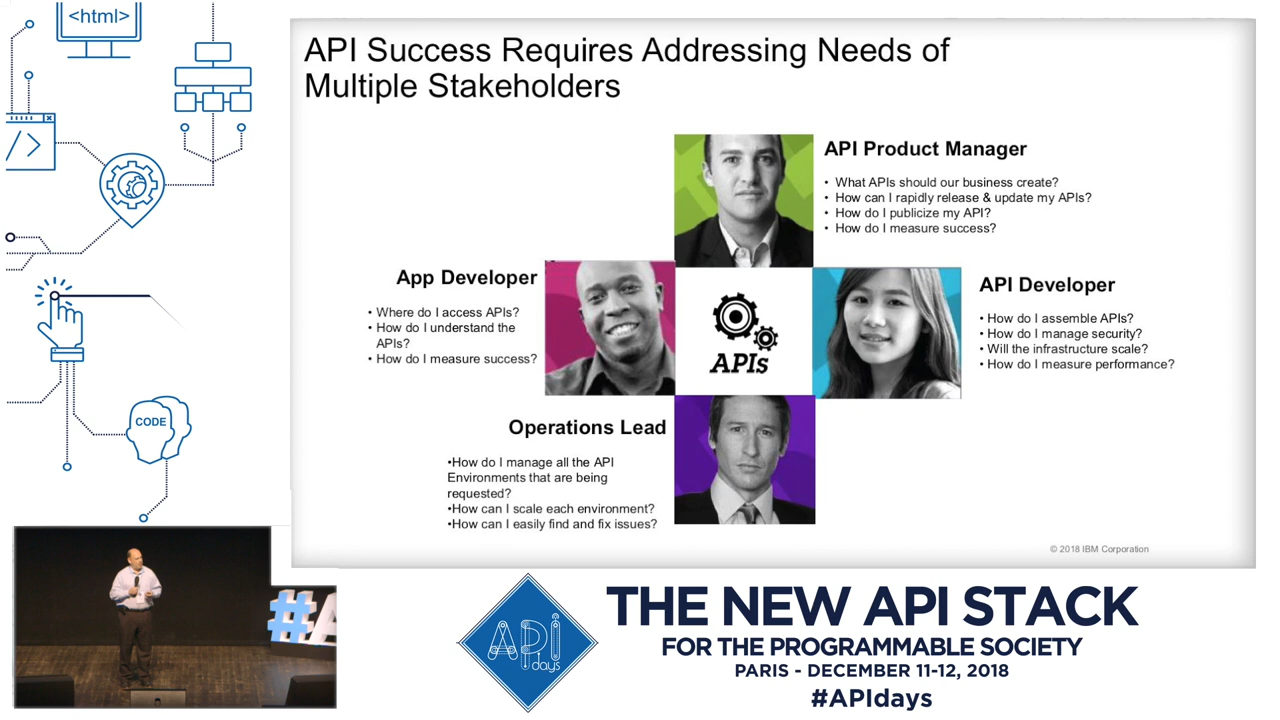 <html>
API Success Requires Addressing Needs of
Multiple Stakeholders
API Product Manager
• What APIs should our business create?
• How can I rapidly release & update my APIs?
• How do I publicize my API?
• How do I measure success?
App Developer
• Where do I access APIs?
• How do I understand the
APIs?
• How do I measure success?
APIs
API Developer
• How do I assemble APIs?
• How do I manage security?
• Will the infrastructure scale?
• How do I measure performance?
Operations Lead
•How do I manage all the API
Environments that are being
requested?
•How can I scale each environment?
•How can I easily find and fix issues?
© 2018 IBM Corporation
/>
CODE
#A
API
days
THE NEW API STACK
FOR THE PROGRAMMABLE SOCIETY
PARIS - DECEMBER 11-12, 2018
#APIdays